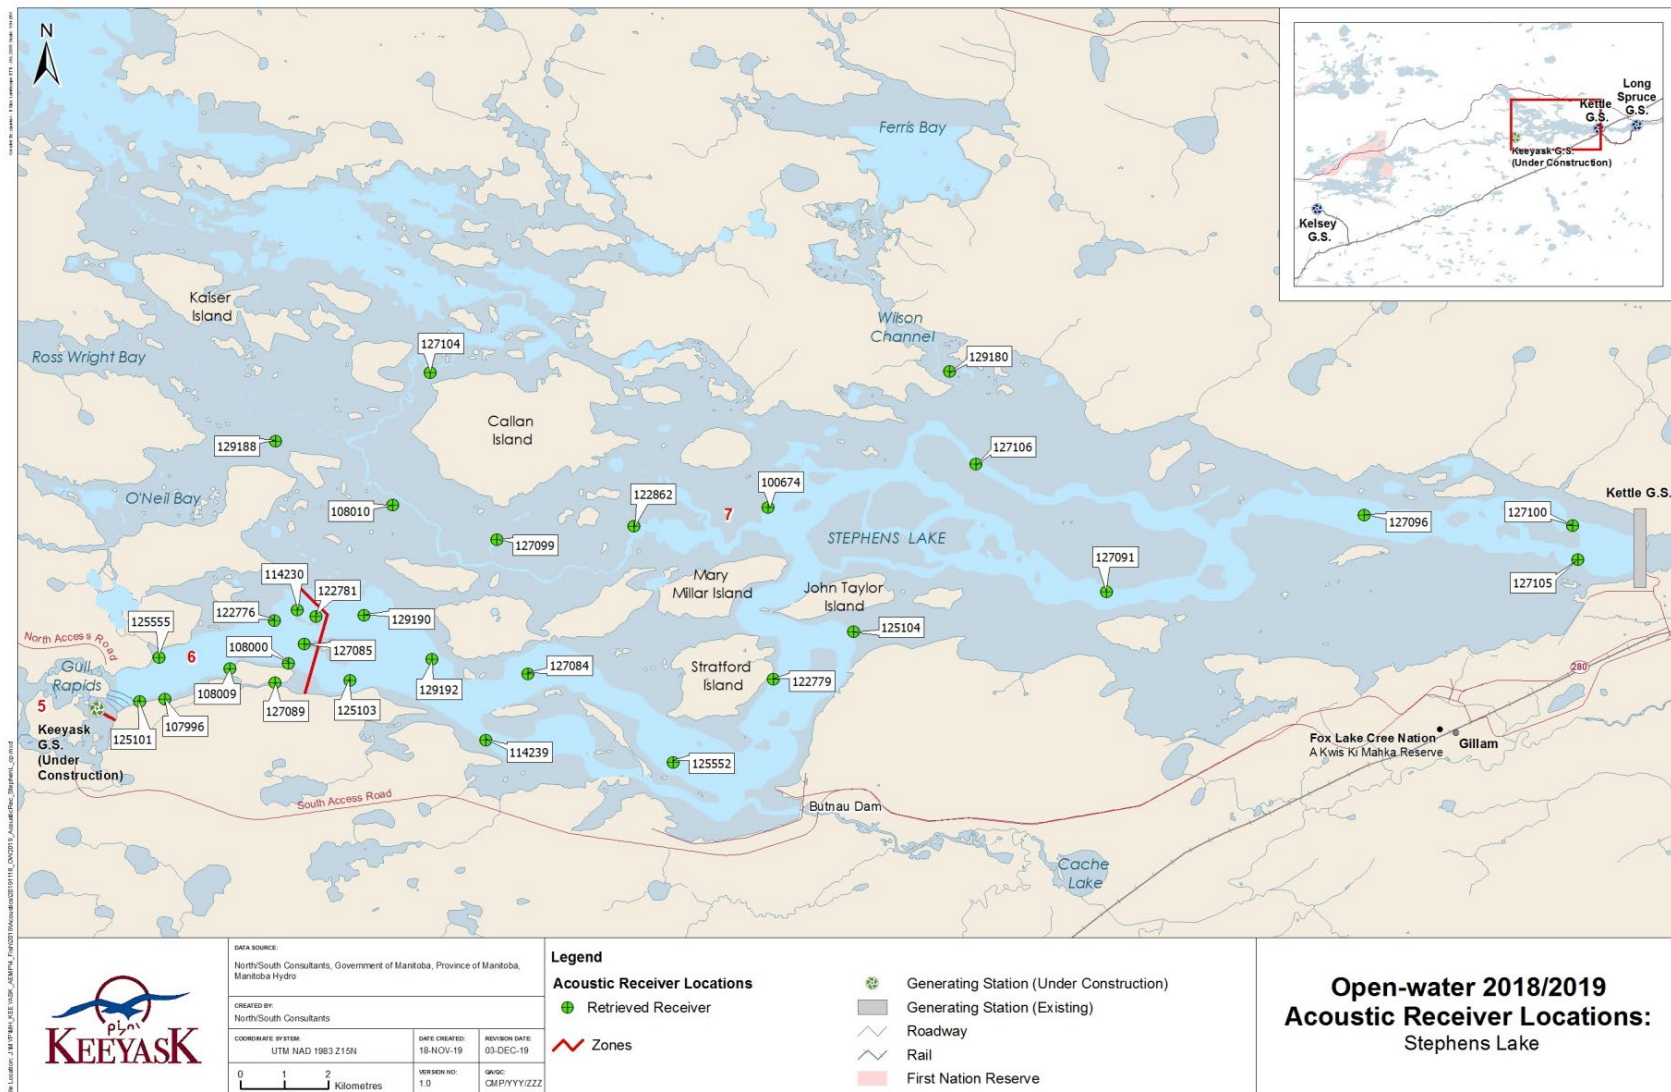 N
Ferris Bay
Long
Spruce
G.S.
Kettle
G.S.
Keeyask G.S.
(Under Construction)
Kelsey
G.S.
Kaiser
Island
Wilson
Channel
Ross Wright Bay
127104
129180
Callan
Island
129188
127106
O'Neil Bay
108010
122862
100674
7
Kettle G.S.
127096
127100
127099
STEPHENS LAKE
127091
127105
114230
122781
Mary
Millar Island
John Taylor
Island
122776
129190
125555
125104
North Access Road
6
108000
127085
Gull
Rapids
127084
Stratford
Island
122779
280
108009
129192
5
127089
125103
125101
107996
Keeyask
G.S.
(Under
Construction)
114239
125552
Fox Lake Cree Nation
A Kwis Ki Mahka Reserve
Gillam
South Access Road
Butnau Dam
Cache
Lake
KEEYASK
DATA SOURCE:
North/South Consultants, Government of Manitoba, Province of Manitoba,
Manitoba Hydro
CREATED BY:
North/South Consultants
COORDINATE SYSTEM:
UTM NAD 1983 Z15N
DATE CREATED:
18-NOV-19
REVISION DATE:
03-DEC-19
0 1 2
Kilometres
VERSION NO:
1.0
QA/QC:
CMP/YYY/ZZZ
Legend
Acoustic Receiver Locations
Retrieved Receiver
Zones
Generating Station (Under Construction)
Generating Station (Existing)
Roadway
Rail
First Nation Reserve
Open-water 2018/2019
Acoustic Receiver Locations:
Stephens Lake